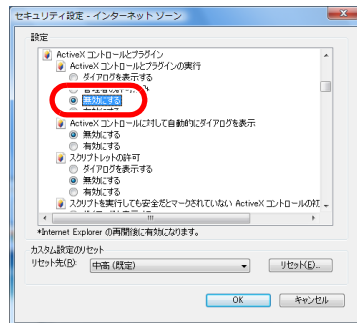 セキュリティ設定 - インターネット ゾーン
設定
ActiveX コントロールとプラグイン
ActiveX コントロールとプラグインの実行
ダイアログを表示する
無効にする
ActiveX コントロールに対して自動的にダイアログを表示
無効にする
有効にする
スクリプトレットの許可
ダイアログを表示する
無効にする
有効にする
スクリプトを実行しても安全だとマークされていない ActiveX コントロールの
*Internet Explorer の再開後に有効になります。
カスタム設定のリセット
リセット先(R):
中高 (既定)
リセット(E)...
OK
キャンセル